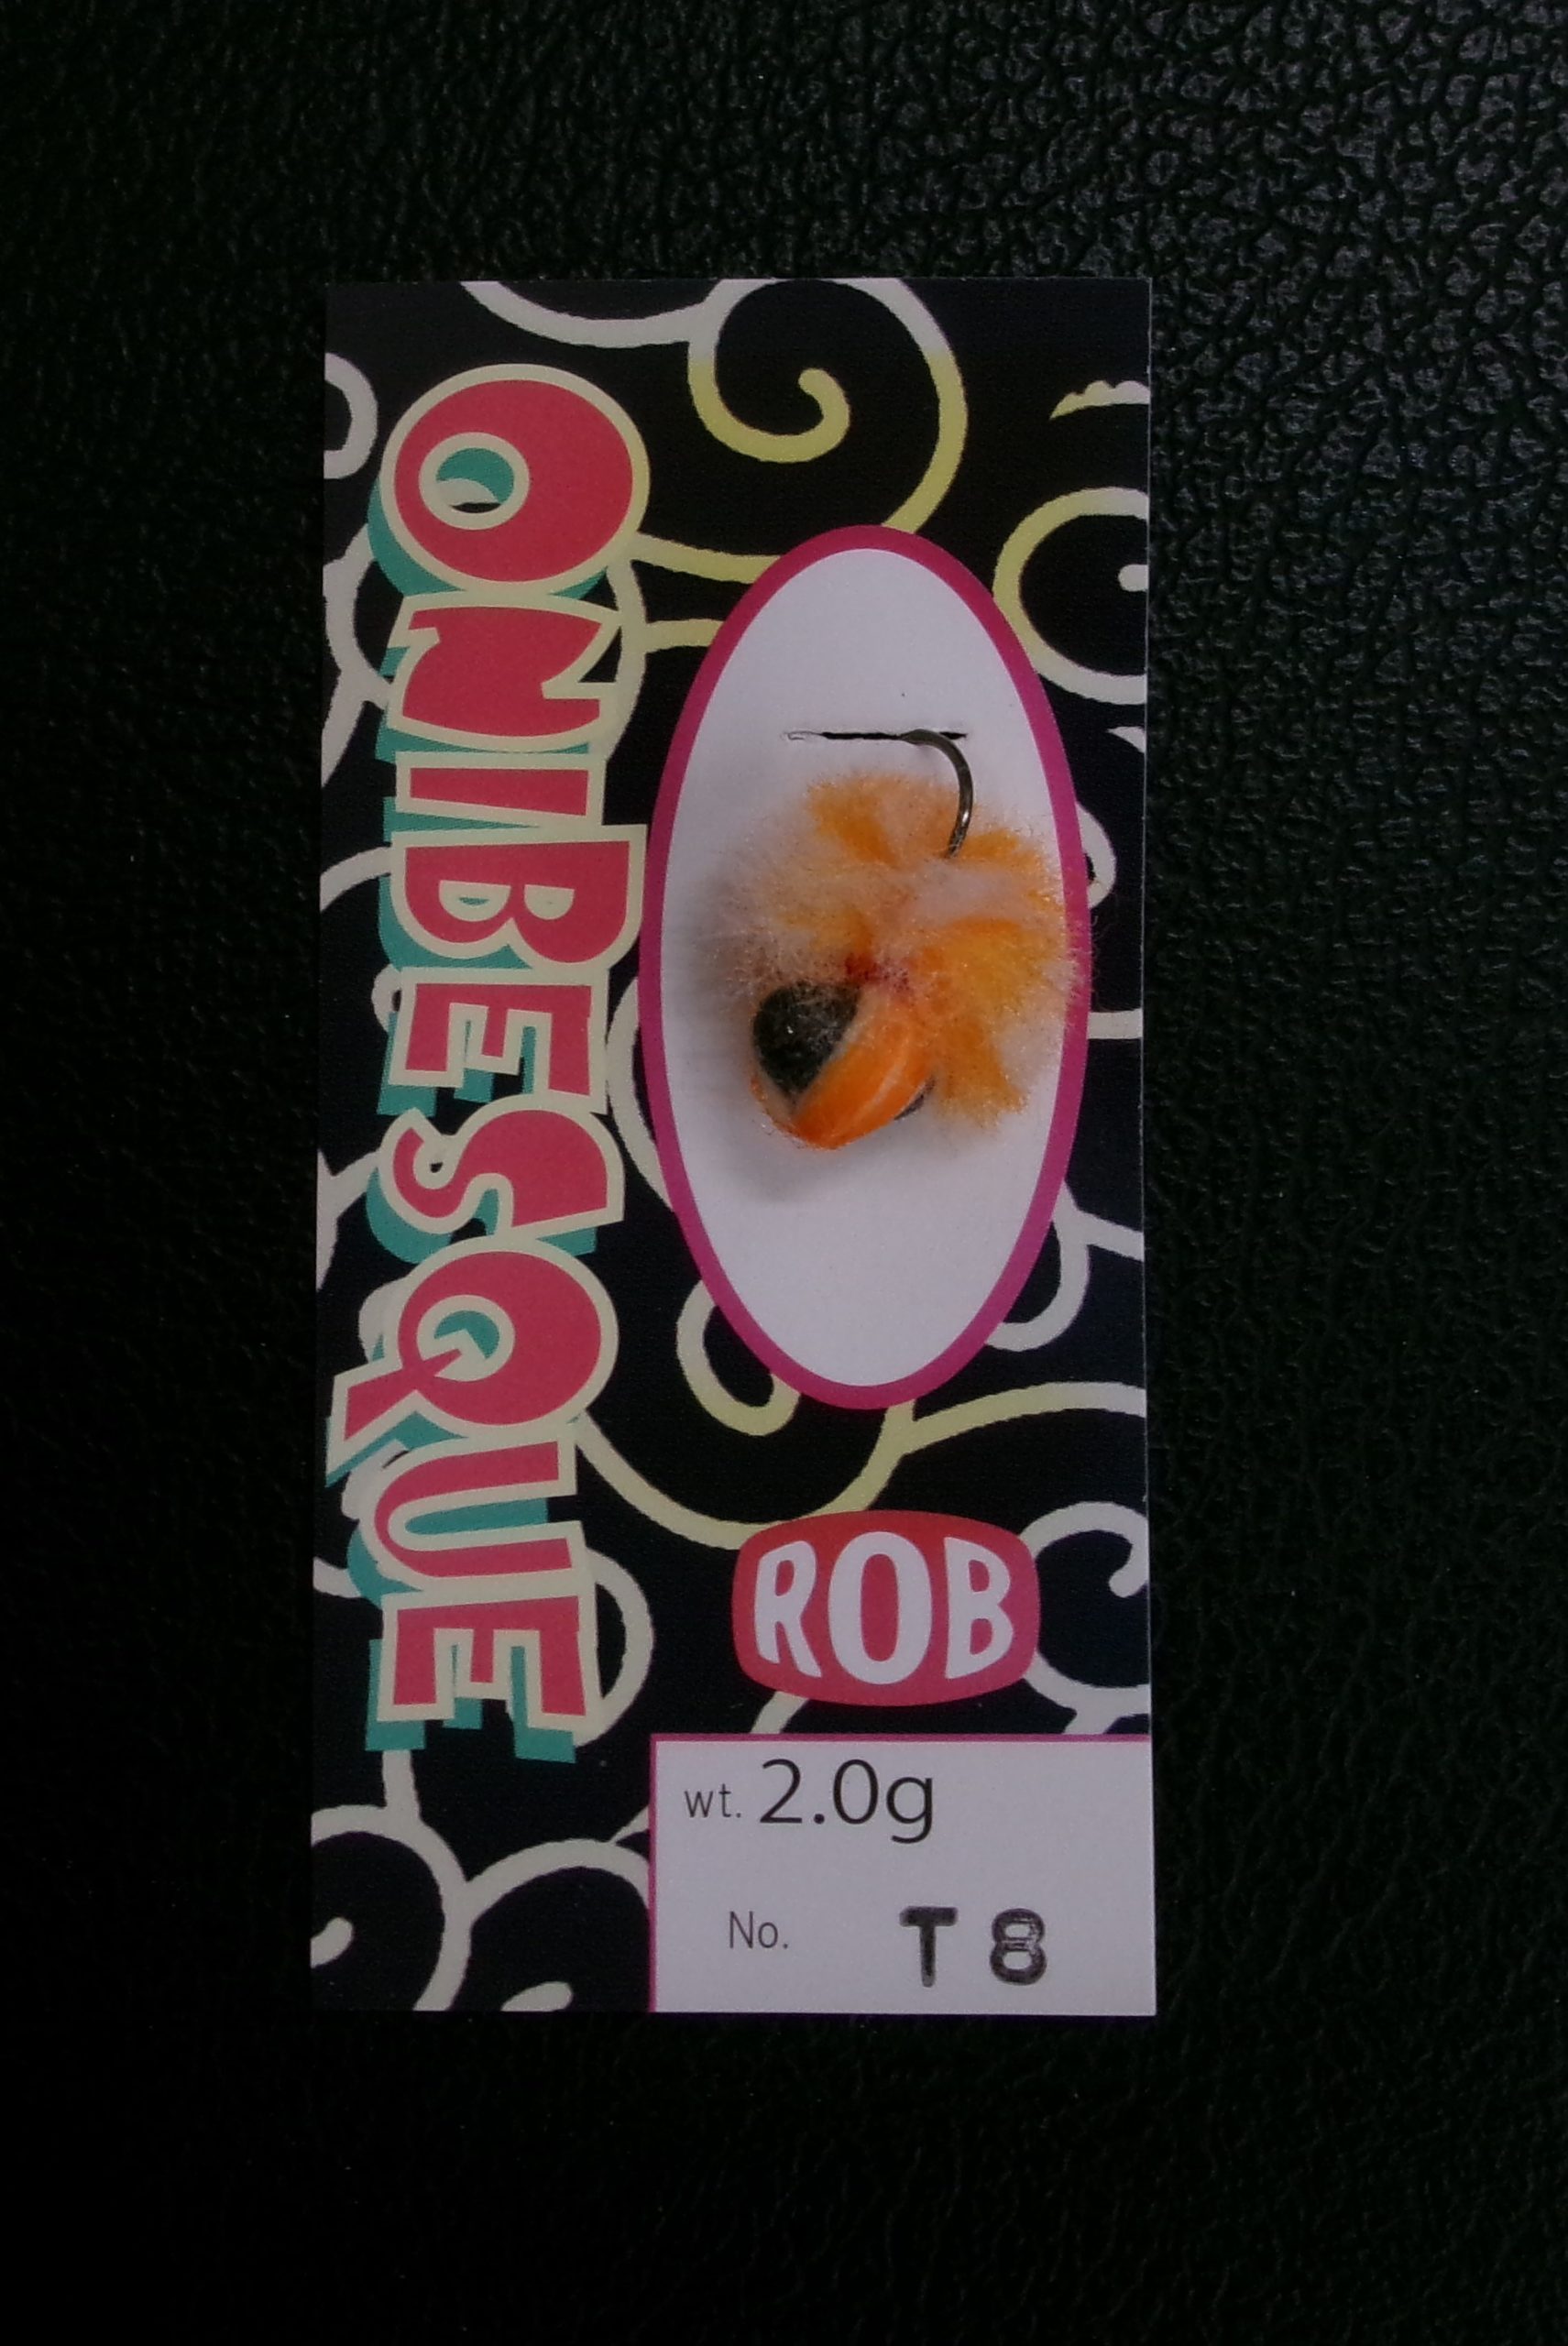 ONIBESQUE
ROB
wt. 2.0g
No. T8